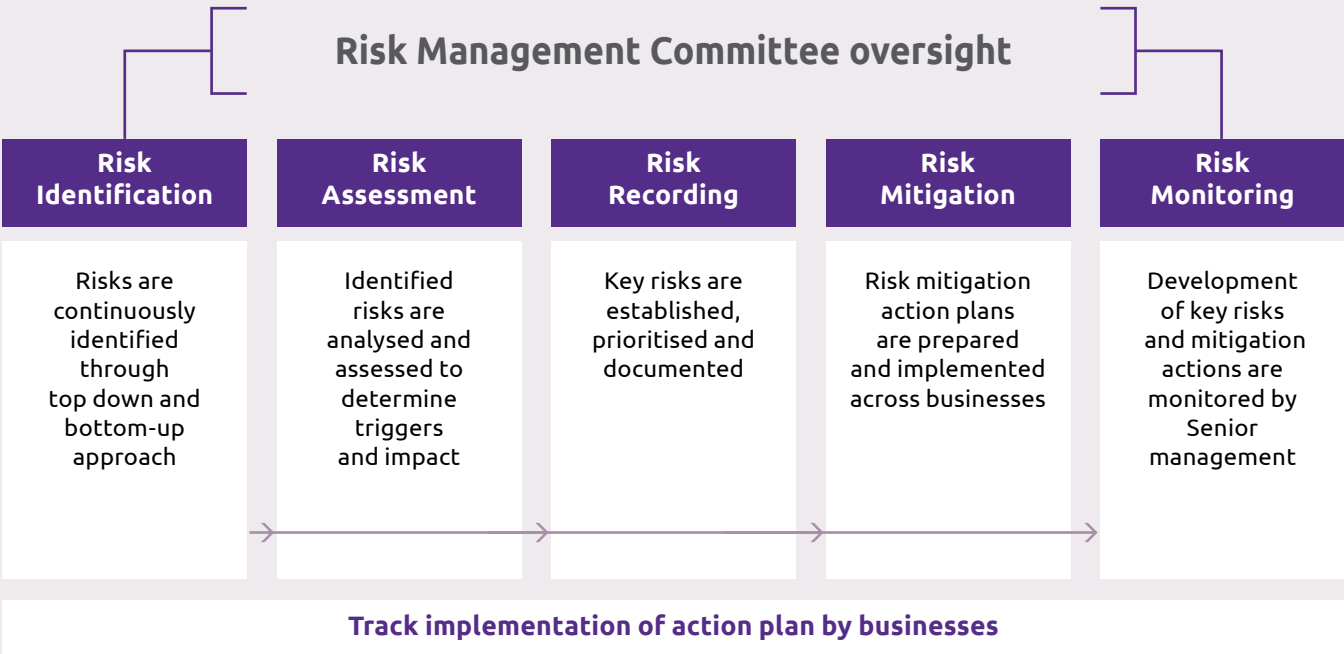 Risk Management Committee oversight
Risk
Identification
Risks are
continuously
identified
through
top down and
bottom-up
approach
Risk
Assessment
Identified
risks are
analysed and
assessed to
determine
triggers
and impact
Risk
Recording
Key risks are
established,
prioritised and
documented
Risk
Mitigation
Risk mitigation
action plans
are prepared
and implemented
across businesses
Risk
Monitoring
Development
of key risks
and mitigation
actions are
monitored by
Senior
management
Track implementation of action plan by businesses